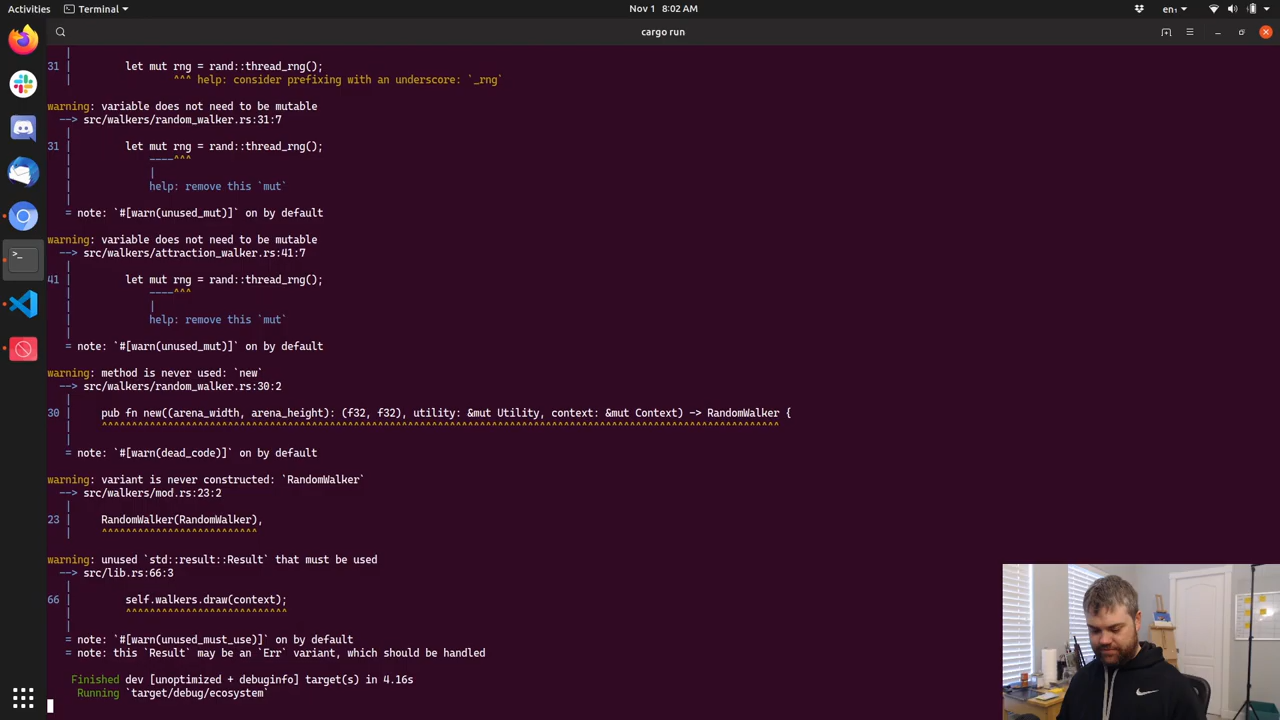 Activities
Terminal
Nov 1 8:02 AM
en₁
cargo run
|
31 | let mut rng = rand::thread_rng();
| ^^^ help: consider prefixing with an underscore: `_rng`
warning: variable does not need to be mutable
--> src/walkers/random_walker.rs:31:7
|
31 | let mut rng = rand::thread_rng();
| ----^^^
| |
| help: remove this `mut`
|
= note: `#[warn(unused_mut)]` on by default
warning: variable does not need to be mutable
--> src/walkers/attraction_walker.rs:41:7
|
41 | let mut rng = rand::thread_rng();
| ----^^^
| |
| help: remove this `mut`
|
= note: `#[warn(unused_mut)]` on by default
warning: method is never used: `new`
--> src/walkers/random_walker.rs:30:2
|
30 | pub fn new((arena_width, arena_height): (f32, f32), utility: &mut Utility, context: &mut Context) -> RandomWalker {
| ^^^^^^^^^^^^^^^^^^^^^^^^^^^^^^^^^^^^^^^^^^^^^^^^^^^^^^^^^^^^^^^^^^^^^^^^^^^^^^^^^^^^^^^^^^^^^^^^^^^^^^^^^^^^^^^^^
|
= note: `#[warn(dead_code)]` on by default
warning: variant is never constructed: `RandomWalker`
--> src/walkers/mod.rs:23:2
|
23 | RandomWalker(RandomWalker),
| ^^^^^^^^^^^^^^^^^^^^^^^^^^
warning: unused `std::result::Result` that must be used
--> src/lib.rs:66:3
|
66 | self.walkers.draw(context);
| ^^^^^^^^^^^^^^^^^^^^^^^^^^^
|
= note: `#[warn(unused_must_use)]` on by default
= note: this `Result` may be an `Err` variant, which should be handled
Finished dev [unoptimized + debuginfo] target(s) in 4.16s
Running `target/debug/ecosystem`